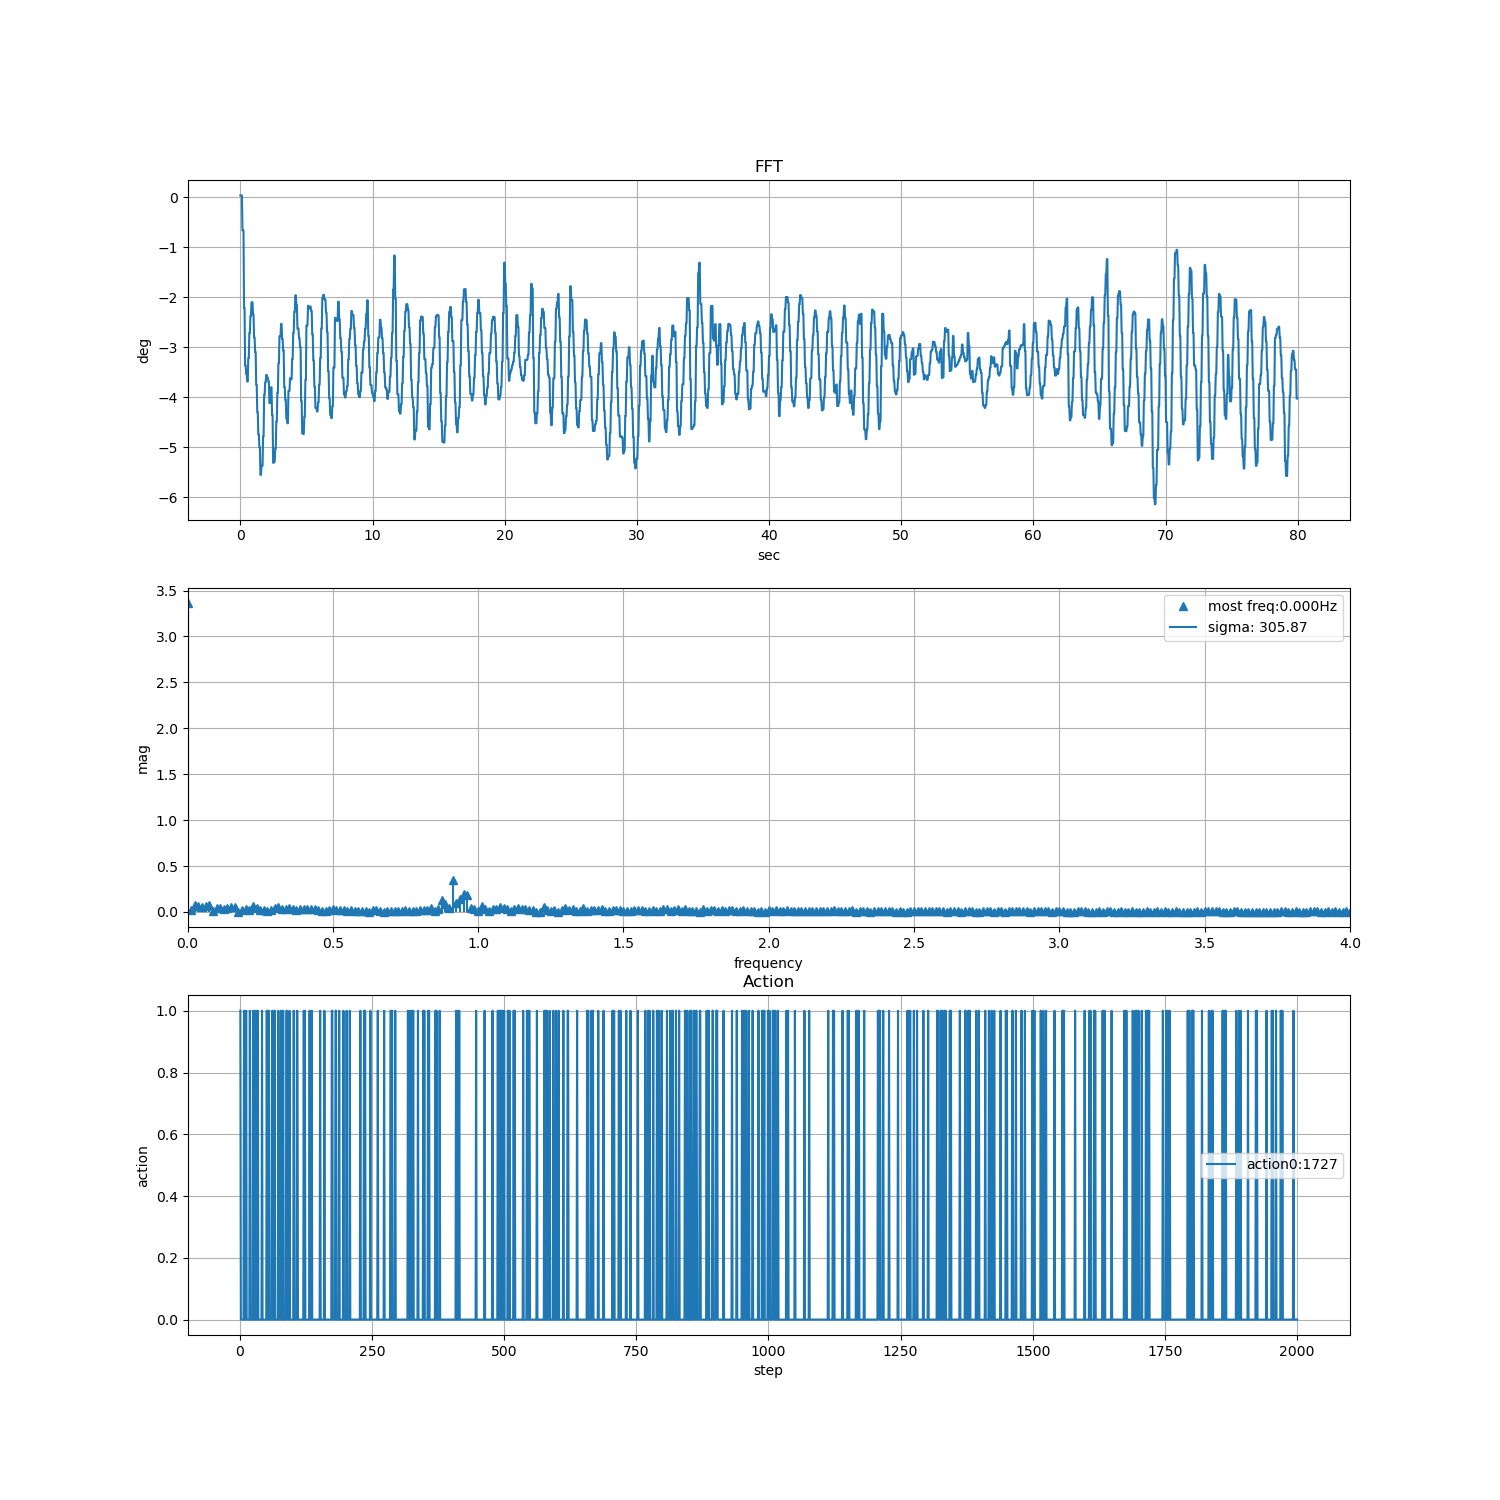 FFT
0
−1
−2
−3
−4
−5
−6
deg
0 10 20 30 40 50 60 70 80
sec
3.5
3.0
2.5
2.0
1.5
1.0
0.5
0.0
mag
most freq:0.000Hz
sigma: 305.87
0.0 0.5 1.0 1.5 2.0 2.5 3.0 3.5 4.0
frequency
Action
1.0
0.8
0.6
0.4
0.2
0.0
action
action0:1727
0 250 500 750 1000 1250 1500 1750 2000
step